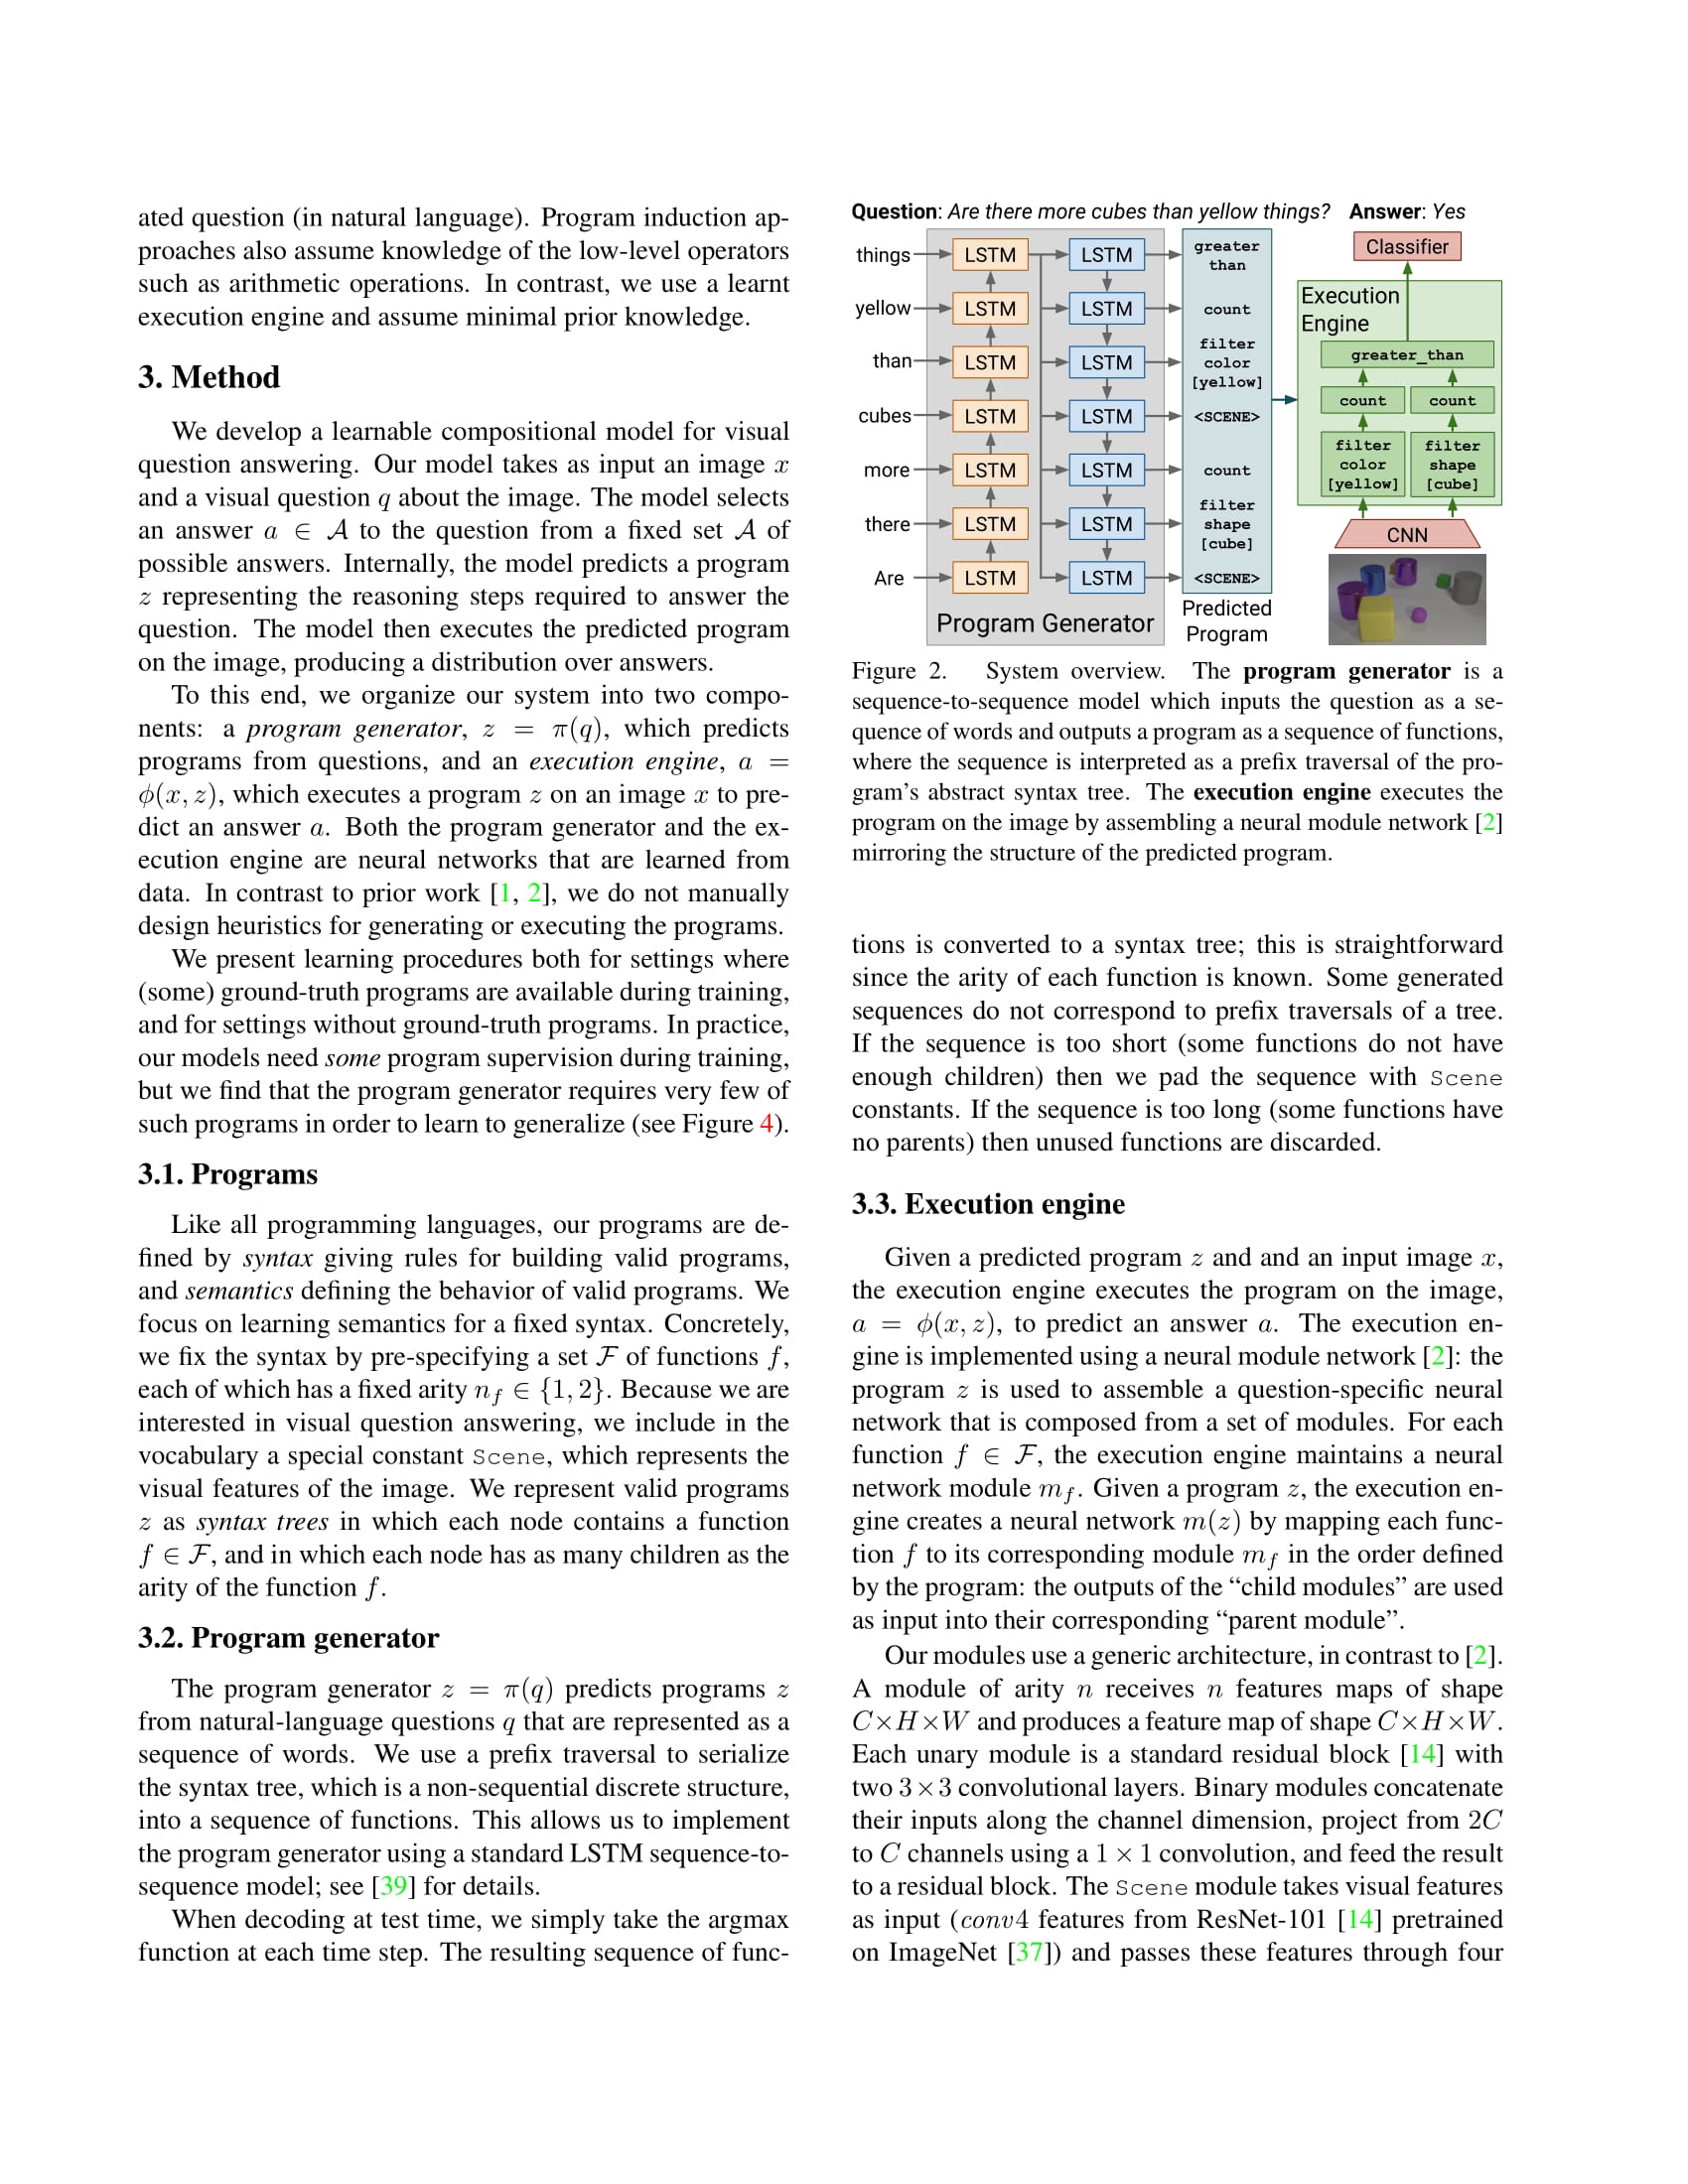 ated question (in natural language). Program induction ap-
proaches also assume knowledge of the low-level operators
such as arithmetic operations. In contrast, we use a learnt
execution engine and assume minimal prior knowledge.
3. Method
We develop a learnable compositional model for visual
question answering. Our model takes as input an image x
and a visual question q about the image. The model selects
an answer a ∈ A to the question from a fixed set A of
possible answers. Internally, the model predicts a program
z representing the reasoning steps required to answer the
question. The model then executes the predicted program
on the image, producing a distribution over answers.
To this end, we organize our system into two compo-
nents: a program generator, z = π(q), which predicts
programs from questions, and an execution engine, a =
ϕ(x, z), which executes a program z on an image x to pre-
dict an answer a. Both the program generator and the ex-
ecution engine are neural networks that are learned from
data. In contrast to prior work [1, 2], we do not manually
design heuristics for generating or executing the programs.
We present learning procedures both for settings where
(some) ground-truth programs are available during training,
and for settings without ground-truth programs. In practice,
our models need some program supervision during training,
but we find that the program generator requires very few of
such programs in order to learn to generalize (see Figure 4).
3.1. Programs
Like all programming languages, our programs are de-
fined by syntax giving rules for building valid programs,
and semantics defining the behavior of valid programs. We
focus on learning semantics for a fixed syntax. Concretely,
we fix the syntax by pre-specifying a set F of functions f,
each of which has a fixed arity n_f ∈ {1, 2}. Because we are
interested in visual question answering, we include in the
vocabulary a special constant Scene, which represents the
visual features of the image. We represent valid programs
z as syntax trees in which each node contains a function
f ∈ F, and in which each node has as many children as the
arity of the function f.
3.2. Program generator
The program generator z = π(q) predicts programs z
from natural-language questions q that are represented as a
sequence of words. We use a prefix traversal to serialize
the syntax tree, which is a non-sequential discrete structure,
into a sequence of functions. This allows us to implement
the program generator using a standard LSTM sequence-to-
sequence model; see [39] for details.
When decoding at test time, we simply take the argmax
function at each time step. The resulting sequence of func-
Question: Are there more cubes than yellow things? Answer: Yes
things LSTM LSTM greater
than
yellow LSTM LSTM count
than LSTM LSTM filter
color
[yellow]
cubes LSTM LSTM <SCENE>
more LSTM LSTM count
there LSTM LSTM filter
shape
[cube]
Are LSTM LSTM <SCENE>
Program Generator
Predicted
Program
Classifier
Execution
Engine
greater_than
count count
filter
color
[yellow]
filter
shape
[cube]
CNN
Figure 2. System overview. The program generator is a
sequence-to-sequence model which inputs the question as a se-
quence of words and outputs a program as a sequence of functions,
where the sequence is interpreted as a prefix traversal of the pro-
gram's abstract syntax tree. The execution engine executes the
program on the image by assembling a neural module network [2]
mirroring the structure of the predicted program.
tions is converted to a syntax tree; this is straightforward
since the arity of each function is known. Some generated
sequences do not correspond to prefix traversals of a tree.
If the sequence is too short (some functions do not have
enough children) then we pad the sequence with Scene
constants. If the sequence is too long (some functions have
no parents) then unused functions are discarded.
3.3. Execution engine
Given a predicted program z and and an input image x,
the execution engine executes the program on the image,
a = ϕ(x, z), to predict an answer a. The execution en-
gine is implemented using a neural module network [2]: the
program z is used to assemble a question-specific neural
network that is composed from a set of modules. For each
function f ∈ F, the execution engine maintains a neural
network module m_f. Given a program z, the execution en-
gine creates a neural network m(z) by mapping each func-
tion f to its corresponding module m_f in the order defined
by the program: the outputs of the “child modules” are used
as input into their corresponding “parent module”.
Our modules use a generic architecture, in contrast to [2].
A module of arity n receives n features maps of shape
C×H×W and produces a feature map of shape C×H×W.
Each unary module is a standard residual block [14] with
two 3×3 convolutional layers. Binary modules concatenate
their inputs along the channel dimension, project from 2C
to C channels using a 1 × 1 convolution, and feed the result
to a residual block. The Scene module takes visual features
as input (conv4 features from ResNet-101 [14] pretrained
on ImageNet [37]) and passes these features through four